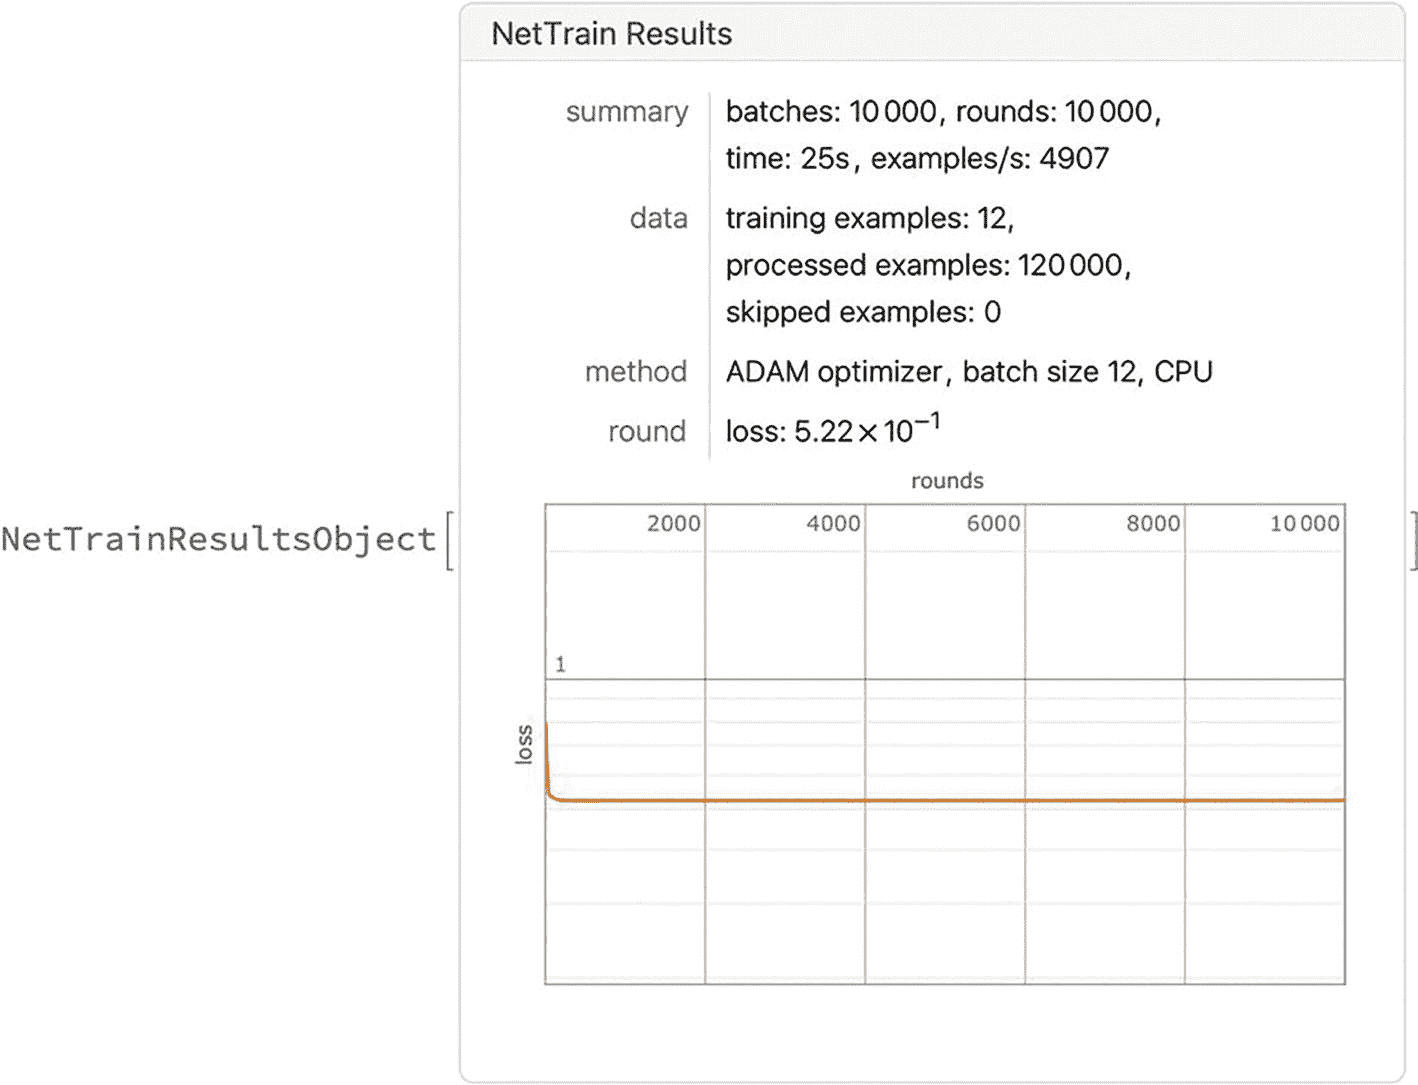 NetTrain Results
summary batches: 10 000, rounds: 10 000,
time: 25s, examples/s: 4907
data training examples: 12,
processed examples: 120 000,
skipped examples: 0
method ADAM optimizer, batch size 12, CPU
round loss: 5.22×10⁻¹
rounds
2000 4000 6000 8000 10 000
NetTrainResultsObject[ ]
1
loss